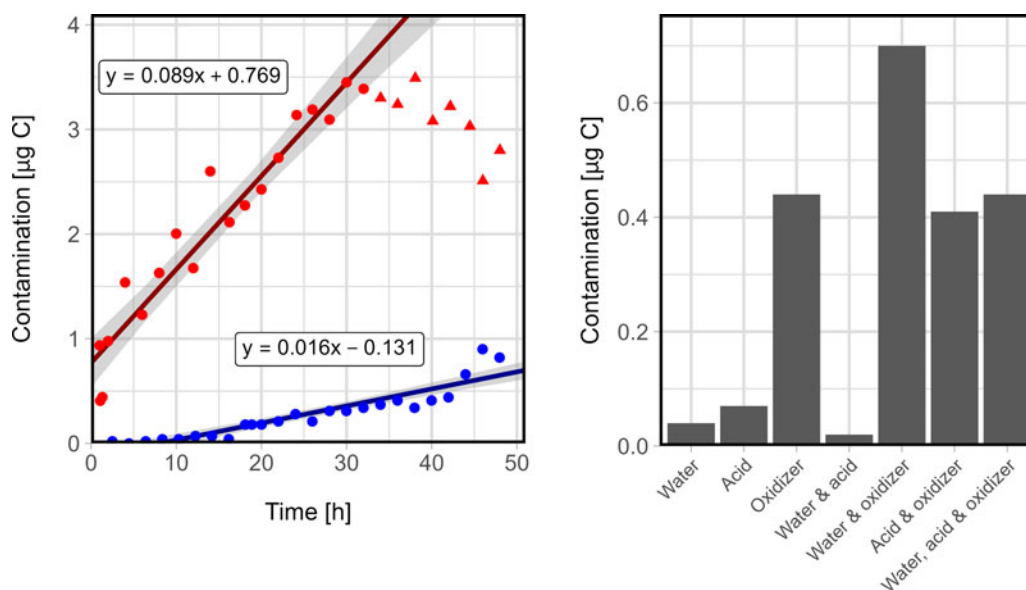 4
3
2
1
0
Contamination [µg C]
y = 0.089x + 0.769
y = 0.016x − 0.131
0 10 20 30 40 50
Time [h]
0.6
0.4
0.2
0.0
Contamination [µg C]
Water
Acid
Oxidizer
Water & acid
Water & oxidizer
Acid & oxidizer
Water, acid & oxidizer